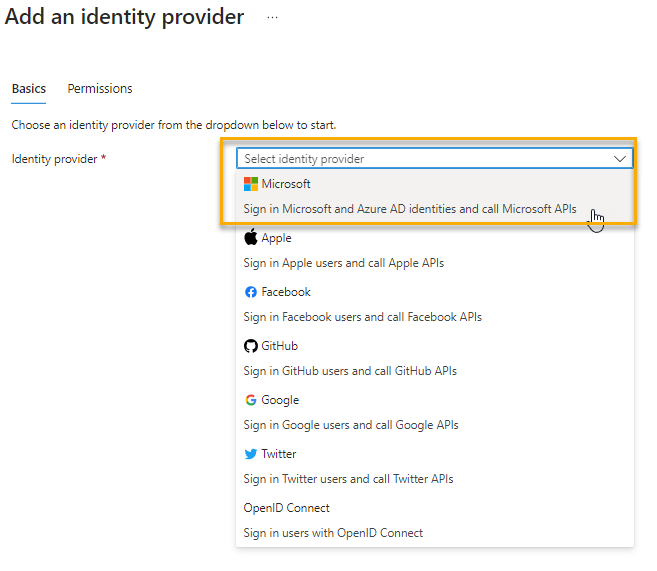 Add an identity provider ...
Basics Permissions
Choose an identity provider from the dropdown below to start.
Identity provider * Select identity provider
Microsoft
Sign in Microsoft and Azure AD identities and call Microsoft APIs
Apple
Sign in Apple users and call Apple APIs
Facebook
Sign in Facebook users and call Facebook APIs
GitHub
Sign in GitHub users and call GitHub APIs
Google
Sign in Google users and call Google APIs
Twitter
Sign in Twitter users and call Twitter APIs
OpenID Connect
Sign in users with OpenID Connect